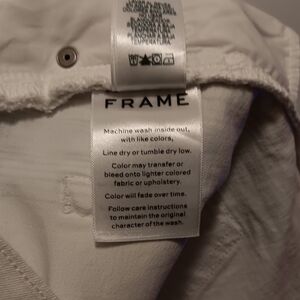 TEMPERATURA
FRAME
Machine wash inside out,
with like colors,
Line dry or tumble dry low.
Color may transfer or
bleed onto lighter colored
fabric or upholstery.
Color will fade over time.
Follow care instructions
to maintain the original
character of the wash.